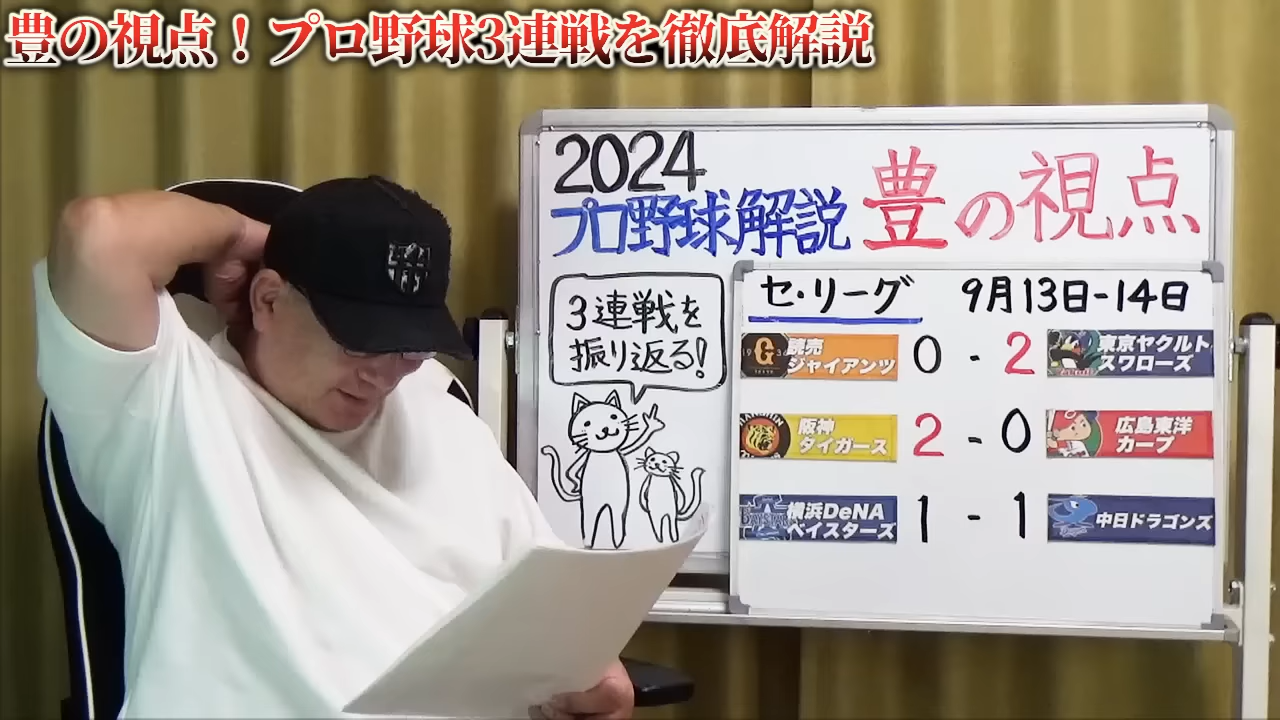 豊の視点！プロ野球3連戦を徹底解説
2024
プロ野球解説 豊の視点
3連戦を
振り返る!
セ・リーグ 9月13日-14日
読売
ジャイアンツ
0 - 2
東京ヤクルト
スワローズ
阪神
タイガース
2 - 0
広島東洋
カープ
横浜DeNA
ベイスターズ
1 - 1
中日ドラゴンズ